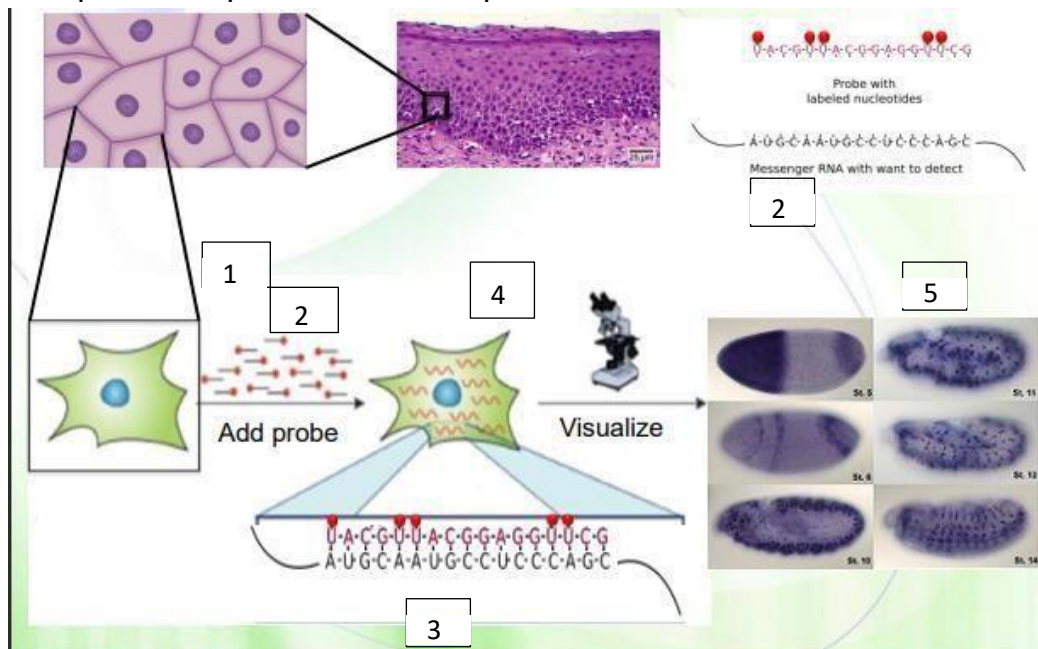 U-A-C-G-U-U-A-C-G-G-A-G-G-U-U-C-G
Probe with
labeled nucleotides
25 µm
A-U-G-C-A-A-U-G-C-C-U-C-C-C-A-G-C
Messenger RNA with want to detect
2
1
2
4
5
Add probe
Visualize
St. 5
St. 11
St. 6
St. 12
St. 10
St. 14
U-A-C-G-U-U-A-C-G-G-A-G-G-U-U-C-G
A-U-G-C-A-A-U-G-C-C-U-C-C-C-A-G-C
3